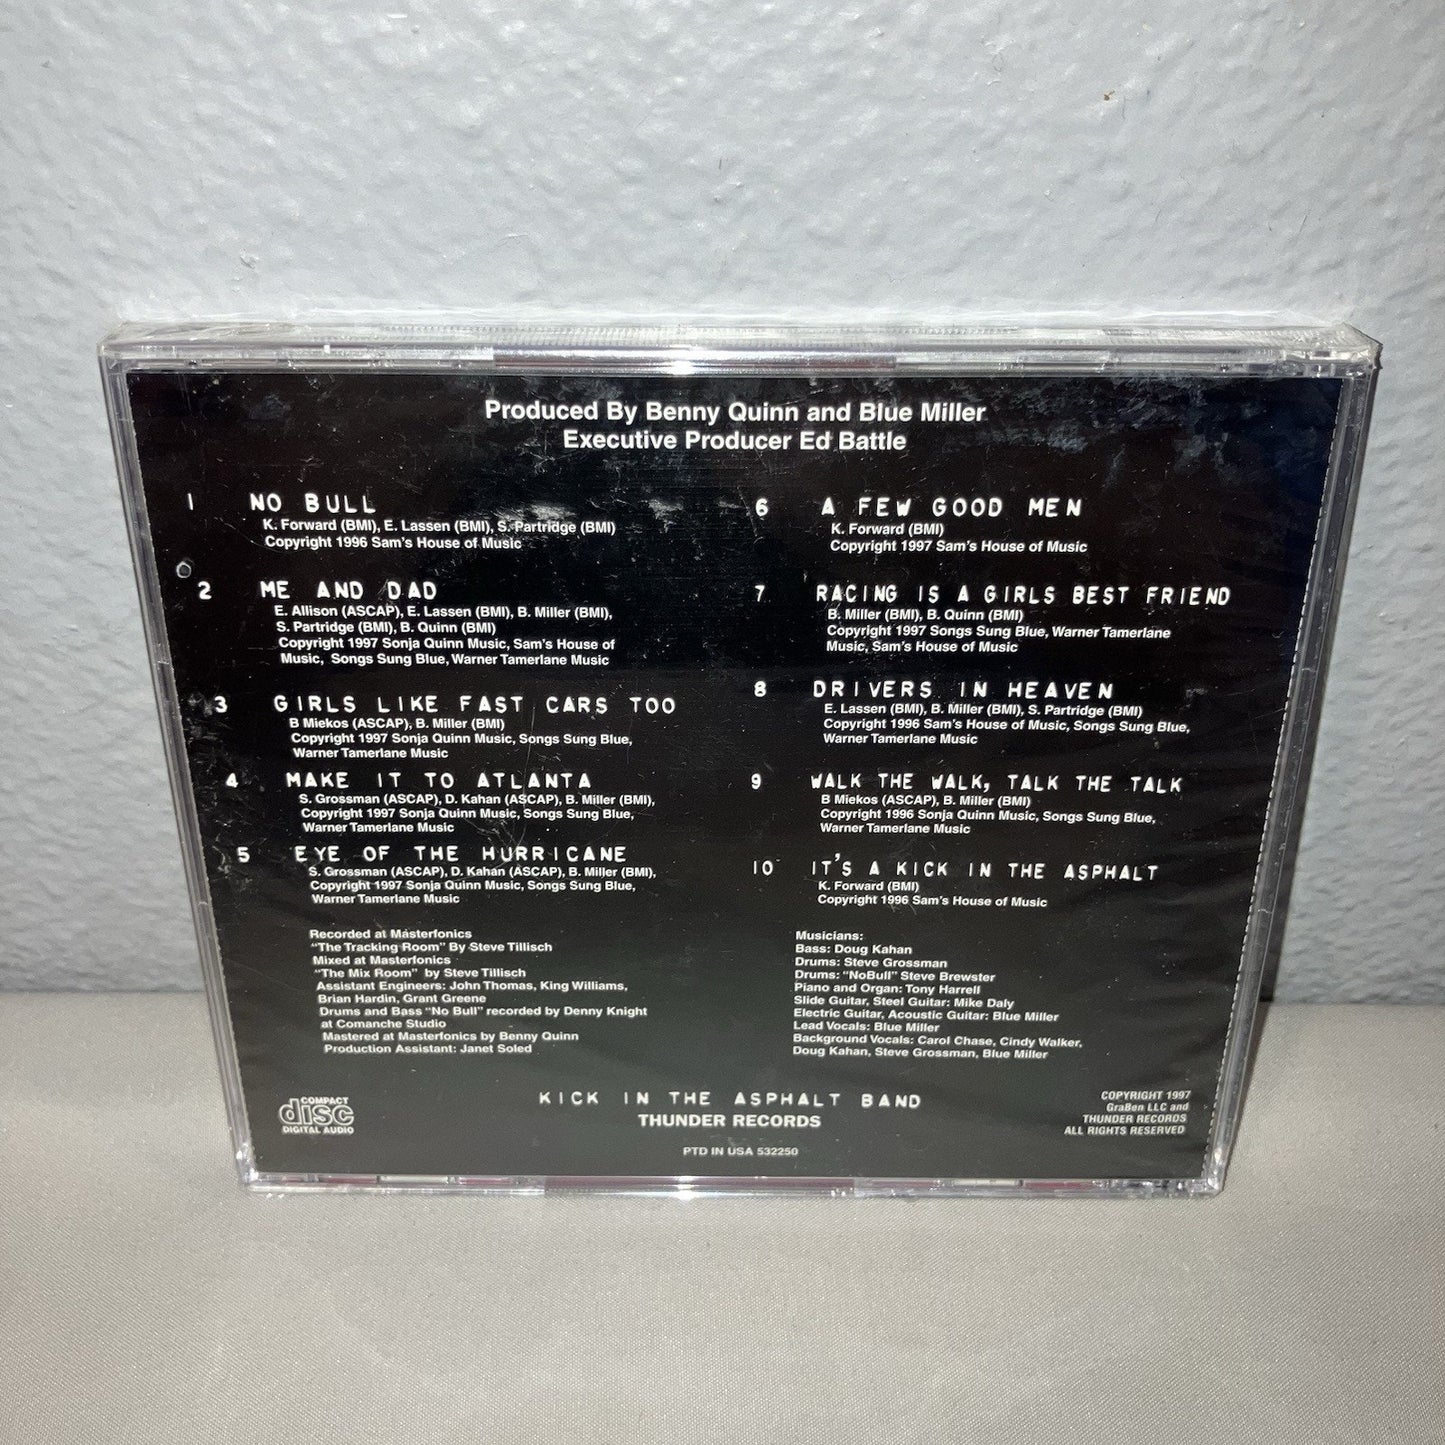 Produced By Benny Quinn and Blue Miller
Executive Producer Ed Battle
1 NO BULL
K. Forward (BMI), E. Lassen (BMI), S. Partridge (BMI)
Copyright 1996 Sam's House of Music
2 ME AND DAD
E. Allison (ASCAP), E. Lassen (BMI), B. Miller (BMI),
S. Partridge (BMI), B. Quinn (BMI)
Copyright 1997 Sonja Quinn Music, Sam's House of
Music, Songs Sung Blue, Warner Tamerlane Music
3 GIRLS LIKE FAST CARS TOO
B Miekos (ASCAP), B. Miller (BMI)
Copyright 1997 Sonja Quinn Music, Songs Sung Blue,
Warner Tamerlane Music
4 MAKE IT TO ATLANTA
S. Grossman (ASCAP), D. Kahan (ASCAP), B. Miller (BMI),
Copyright 1997 Sonja Quinn Music, Songs Sung Blue,
Warner Tamerlane Music
5 EYE OF THE HURRICANE
S. Grossman (ASCAP), D. Kahan (ASCAP), B. Miller (BMI),
Copyright 1997 Sonja Quinn Music, Songs Sung Blue,
Warner Tamerlane Music
Recorded at Masterfonics
"The Tracking Room" By Steve Tillisch
Mixed at Masterfonics
"The Mix Room" by Steve Tillisch
Assistant Engineers: John Thomas, King Williams,
Brian Hardin, Grant Greene
Drums and Bass "No Bull" recorded by Denny Knight
at Comanche Studio
Mastered at Masterfonics by Benny Quinn
Production Assistant: Janet Soled
6 A FEW GOOD MEN
K. Forward (BMI)
Copyright 1997 Sam's House of Music
7 RACING IS A GIRLS BEST FRIEND
B. Miller (BMI), B. Quinn (BMI)
Copyright 1997 Songs Sung Blue, Warner Tamerlane
Music, Sam's House of Music
8 DRIVERS IN HEAVEN
E. Lassen (BMI), B. Miller (BMI), S. Partridge (BMI)
Copyright 1996 Sam's House of Music, Songs Sung Blue,
Warner Tamerlane Music
9 WALK THE WALK, TALK THE TALK
B Miekos (ASCAP), B. Miller (BMI)
Copyright 1996 Sonja Quinn Music, Songs Sung Blue,
Warner Tamerlane Music
10 IT'S A KICK IN THE ASPHALT
K. Forward (BMI)
Copyright 1996 Sam's House of Music
Musicians:
Bass: Doug Kahan
Drums: Steve Grossman
Drums: "NoBull" Steve Brewster
Piano and Organ: Tony Harrell
Slide Guitar, Steel Guitar: Mike Daly
Electric Guitar, Acoustic Guitar: Blue Miller
Lead Vocals: Blue Miller
Background Vocals: Carol Chase, Cindy Walker,
Doug Kahan, Steve Grossman, Blue Miller
COMPACT
disc
DIGITAL AUDIO
KICK IN THE ASPHALT BAND
THUNDER RECORDS
PTD IN USA 532250
COPYRIGHT 1997
GraBen LLC and
THUNDER RECORDS
ALL RIGHTS RESERVED